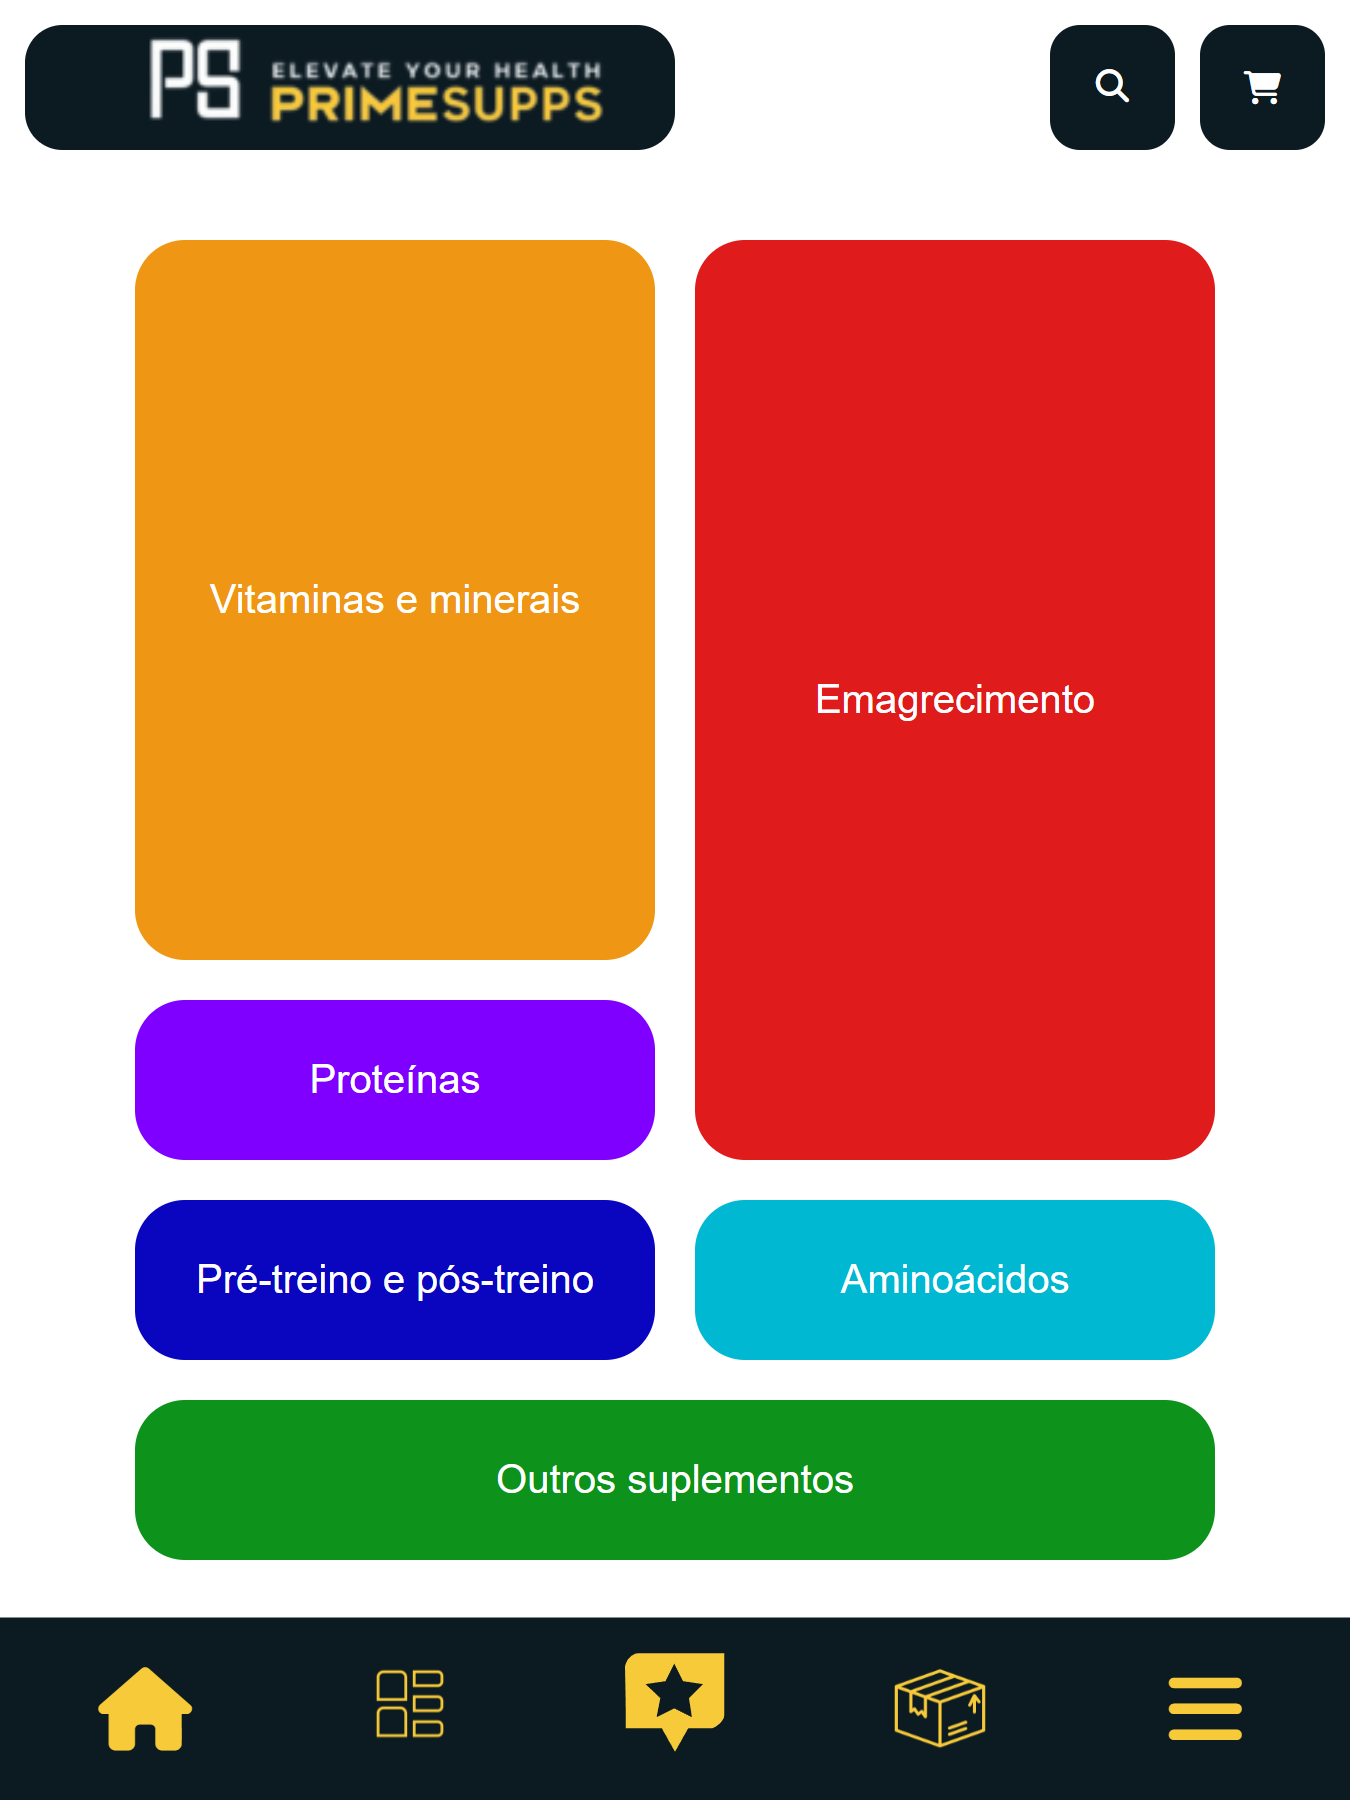 PS
ELEVATE YOUR HEALTH
PRIMESUPPS
Vitaminas e minerais
Emagrecimento
Proteínas
Pré-treino e pós-treino
Aminoácidos
Outros suplementos